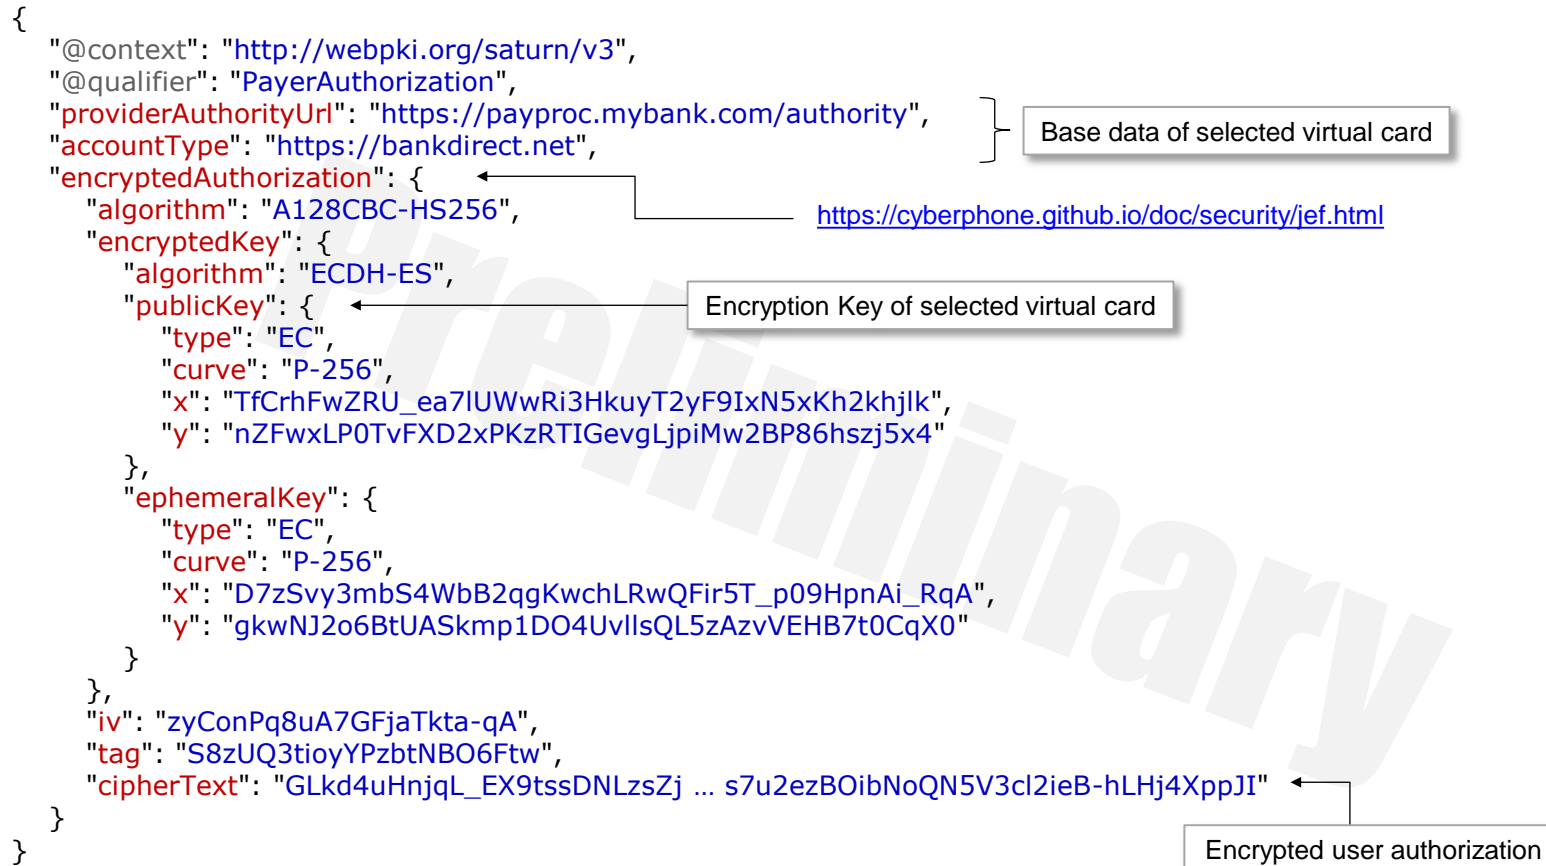 {
"@context": "http://webpki.org/saturn/v3",
"@qualifier": "PayerAuthorization",
"providerAuthorityUrl": "https://payproc.mybank.com/authority",
Base data of selected virtual card
"accountType": "https://bankdirect.net",
"encryptedAuthorization": {
"algorithm": "A128CBC-HS256",
https://cyberphone.github.io/doc/security/jef.html
"encryptedKey": {
"algorithm": "ECDH-ES",
"publicKey": {
Encryption Key of selected virtual card
"type": "EC",
"curve": "P-256",
"x": "TfCrhFwZRU_ea7lUWwRi3HkuyT2yF9IxN5xKh2khjlk",
"y": "nZFwxLP0TvFXD2xPKzRTIGevgLjpiMw2BP86hszj5x4"
},
"ephemeralKey": {
"type": "EC",
"curve": "P-256",
"x": "D7zSvy3mbS4WbB2qgKwchLRwQFir5T_p09HpnAi_RqA",
"y": "gkwNJ2o6BtUASkmp1DO4UvllsQL5zAzvVEHB7t0CqX0"
}
},
"iv": "zyConPq8uA7GFjaTkta-qA",
"tag": "S8zUQ3tioyYPzbtNBO6Ftw",
"cipherText": "GLkd4uHnjqL_EX9tssDNLzsZj … s7u2ezBOibNoQN5V3cl2ieB-hLHj4XppJI"
}
Encrypted user authorization
}
Preliminary